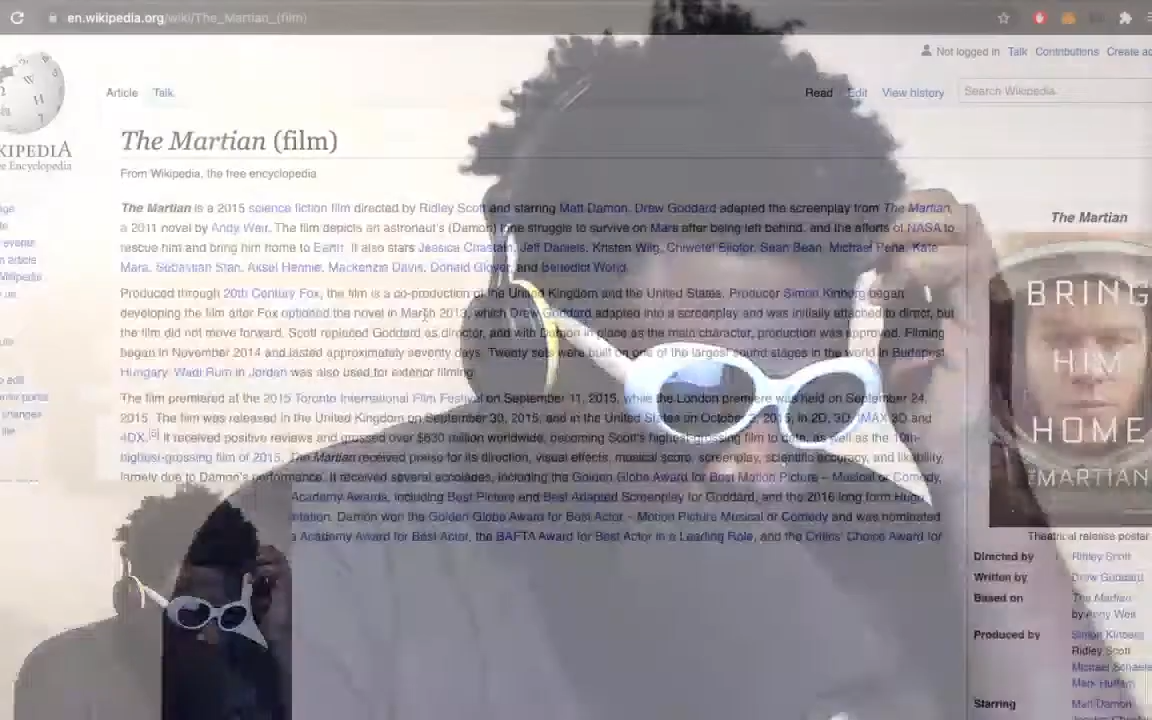 en.wikipedia.org/wiki/The_Martian_(film)
Not logged in Talk Contributions Create
Article Talk Read Edit View history Search Wikipedia
The Martian (film)
From Wikipedia, the free encyclopedia
The Martian is a 2015 science fiction film directed by Ridley Scott and starring Matt Damon. Drew Goddard adapted the screenplay from The Martian,
a 2011 novel by Andy Weir. The film depicts an astronaut's (Damon) lone struggle to survive on Mars after being left behind, and the efforts of NASA to
rescue him and bring him home to Earth. It also stars Jessica Chastain, Jeff Daniels, Kristen Wiig, Chiwetel Ejiofor, Sean Bean, Michael Peña, Kate
Mara, Sebastian Stan, Aksel Hennie, Mackenzie Davis, Donald Glover, and Benedict Wong.
Produced through 20th Century Fox, the film is a co-production of the United Kingdom and the United States. Producer Simon Kinberg began
developing the film after Fox optioned the novel in March 2013, which Drew Goddard adapted into a screenplay and was initially attached to direct, but
the film did not move forward. Scott replaced Goddard as director, and with Damon in place as the main character, production was approved. Filming
began in November 2014 and lasted approximately seventy days. Twenty sets were built on one of the largest sound stages in the world in Budapest
Hungary. Wadi Rum in Jordan was also used for exterior filming.
The film premiered at the 2015 Toronto International Film Festival on September 11, 2015, while the London premiere was held on September 24,
2015. The film was released in the United Kingdom on September 30, 2015, and in the United States on October 2, 2015, in 2D, 3D, IMAX 3D and
4DX. It received positive reviews and grossed over $630 million worldwide, becoming Scott's highest-grossing film to date, as well as the 10th-
highest-grossing film of 2015. The Martian received praise for its direction, visual effects, musical score, screenplay, scientific accuracy, and likability,
largely due to Damon's performance. It received several accolades, including the Golden Globe Award for Best Motion Picture – Musical or Comedy,
Academy Awards, including Best Picture and Best Adapted Screenplay for Goddard, and the 2016 long form Hugo
Damon won the Golden Globe Award for Best Actor – Motion Picture Musical or Comedy and was nominated
Academy Award for Best Actor, the BAFTA Award for Best Actor in a Leading Role, and the Critics' Choice Award for
The Martian
BRING
HIM
HOME
MARTIAN
Theatrical release poster
Directed by Ridley Scott
Written by Drew Goddard
Based on The Martian
by Andy Weir
Produced by Simon Kinberg
Ridley Scott
Michael
Mark Huffam
Starring Matt Damon